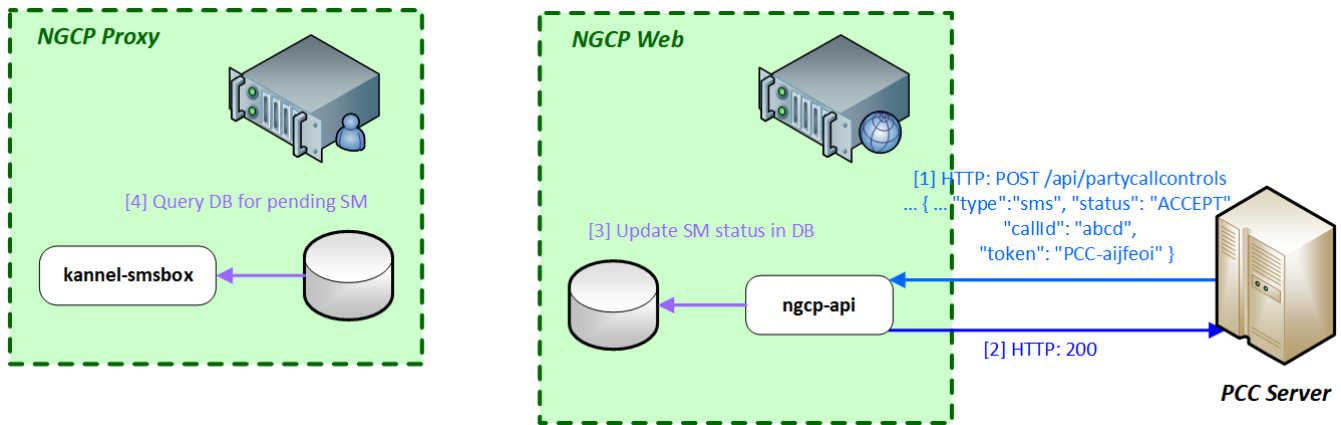 NGCP Proxy
[4] Query DB for pending SM
kannel-smsbox
NGCP Web
[3] Update SM status in DB
ngcp-api
[1] HTTP: POST /api/partycallcontrols
... { ... "type":"sms", "status": "ACCEPT"
"callId": "abcd",
"token": "PCC-aijfeoi" }
[2] HTTP: 200
PCC Server